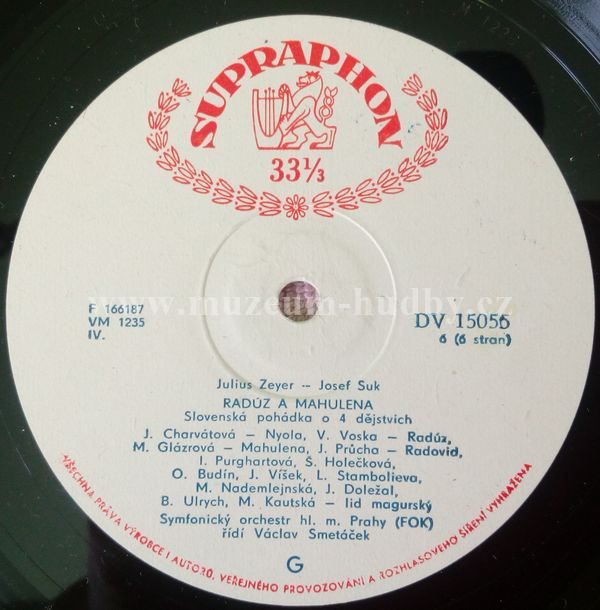 SUPRAPHON
33⅓
F 166187
VM 1235
IV.
DV 15056
6 (6 stran)
www.muzeum-hudby.cz
Julius Zeyer -- Josef Suk
RADÚZ A MAHULENA
Slovenská pohádka o 4 dějstvích
J. Charvátová – Nyola, V. Voska – Radúz,
M. Glázrová – Mahulena, J. Průcha – Radovid,
I. Purghartová, Š. Holečková,
O. Budín, J. Víšek, L. Stambolieva,
M. Nademlejnská, J. Doležal,
B. Ulrych, M. Kautská – lid magurský
Symfonický orchestr hl. m. Prahy (FOK)
řídí Václav Smetáček
G
VŠECHNA PRÁVA VÝROBCE I AUTORŮ, VEŘEJNÉHO PROVOZOVÁNÍ A ROZHLASOVÉHO ŠÍŘENÍ VYHRAŽENA